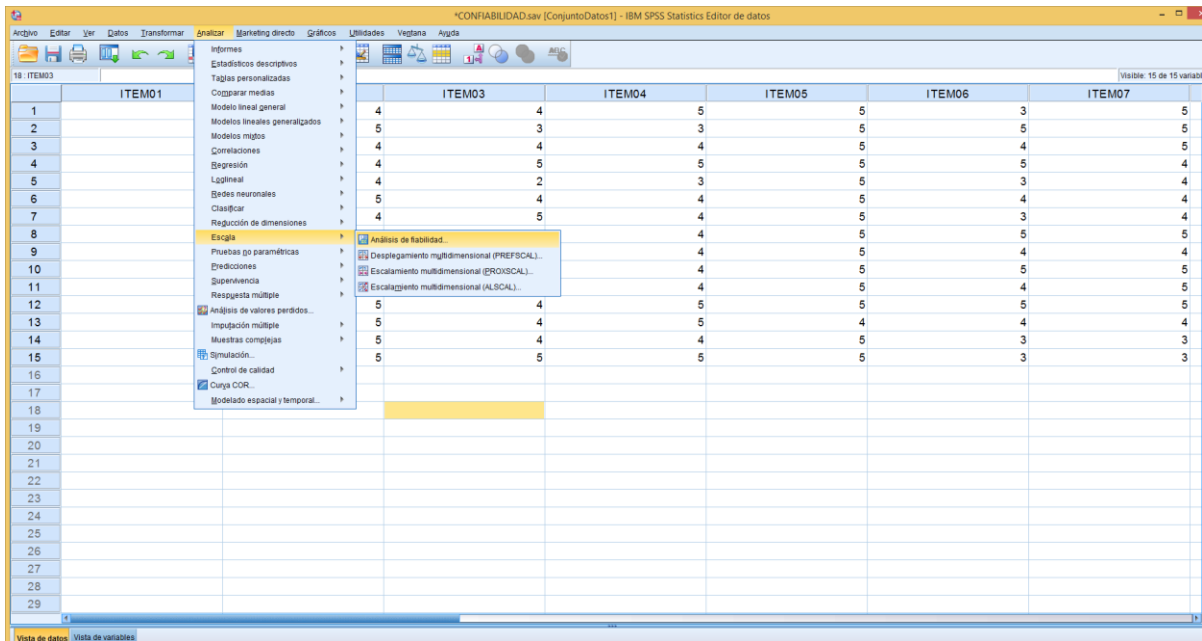 *CONFIABILIDAD.sav [ConjuntoDatos1] - IBM SPSS Statistics Editor de datos
Archivo Editar Ver Datos Transformar Analizar Marketing directo Gráficos Utilidades Ventana Ayuda
18 : ITEM03
Visible: 15 de 15 variabl
ITEM01 ITEM03 ITEM04 ITEM05 ITEM06 ITEM07
1 4 4 5 5 3 5
2 5 3 3 5 5 5
3 4 4 4 5 4 5
4 4 5 5 5 5 4
5 4 2 3 5 3 4
6 5 4 4 5 4 4
7 4 5 4 5 3 4
8 4 5 5 5
9 4 5 4 4
10 4 5 5 5
11 4 5 4 5
12 5 4 5 5 5 5
13 5 4 5 4 4 4
14 5 4 4 5 3 3
15 5 5 5 5 3 3
16
17
18
19
20
21
22
23
24
25
26
27
28
29
Informes
Estadísticos descriptivos
Tablas personalizadas
Comparar medias
Modelo lineal general
Modelos lineales generalizados
Modelos mixtos
Correlaciones
Regresión
Loglineal
Redes neuronales
Clasificar
Reducción de dimensiones
Escala
Pruebas no paramétricas
Predicciones
Supervivencia
Respuesta múltiple
Análisis de valores perdidos...
Imputación múltiple
Muestras complejas
Simulación...
Control de calidad
Curva COR...
Modelado espacial y temporal...
Análisis de fiabilidad...
Desplegamiento multidimensional (PREFSCAL)...
Escalamiento multidimensional (PROXSCAL)...
Escalamiento multidimensional (ALSCAL)...
Vista de datos Vista de variables